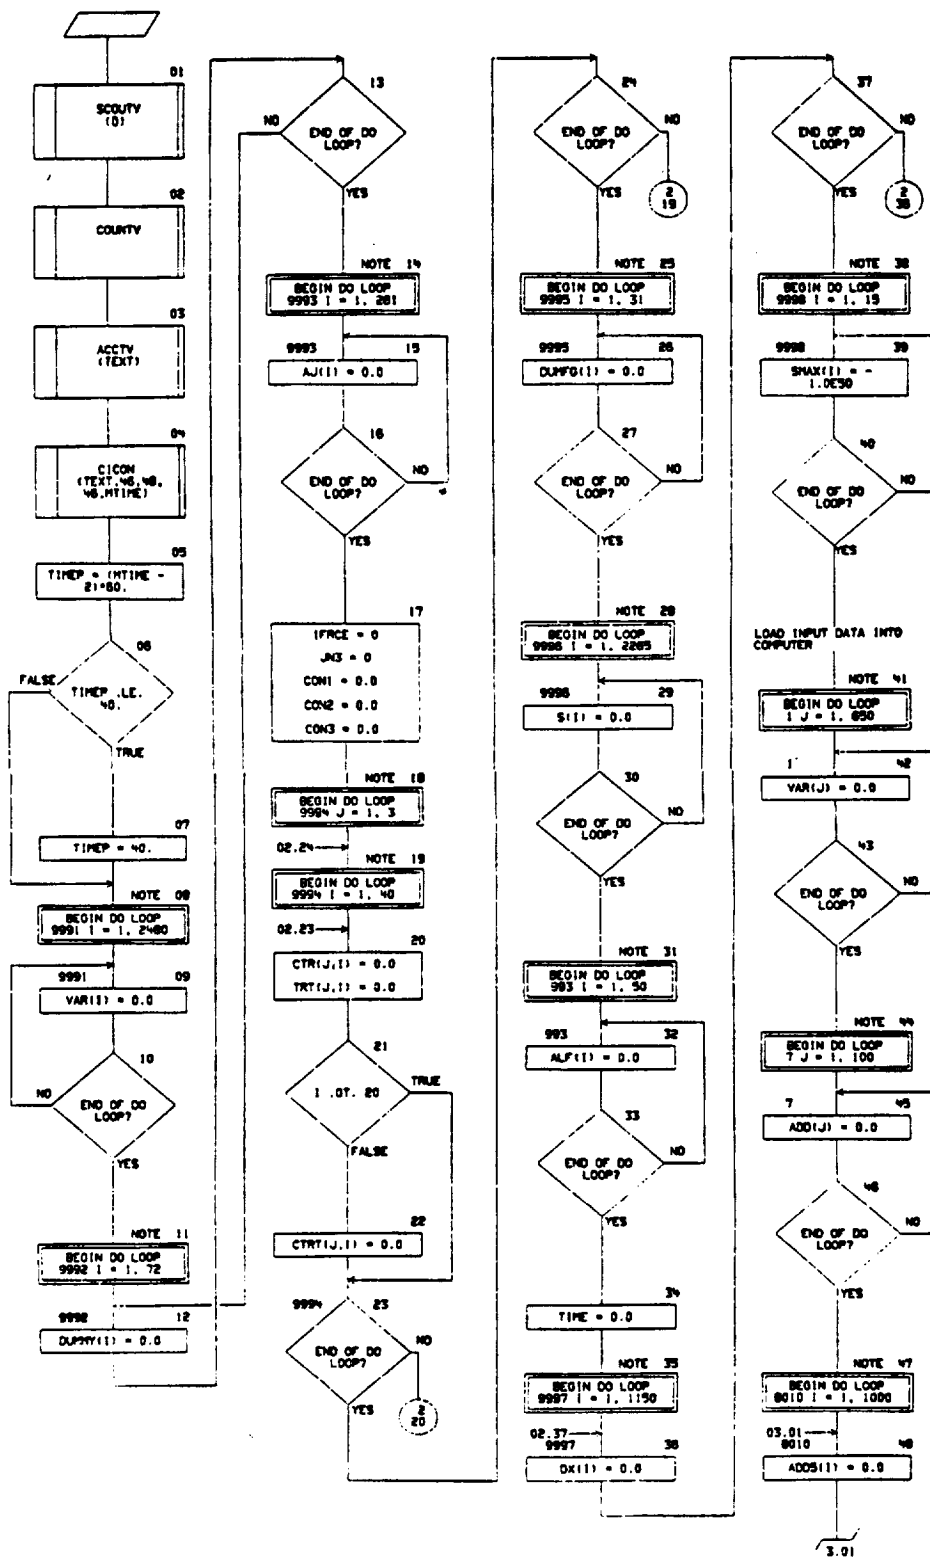 01
SCOUTV
(0)
02
COUNTV
03
ACCTV
(TEXT)
04
CICON
(TEXT,46,48,
46,MTIME)
05
TIMEP = (MTIME -
2)*60.
06
FALSE
TIMEP .LE.
40.
TRUE
07
TIMEP = 40.
NOTE 08
BEGIN DO LOOP
9991 I = 1, 2480
9991 09
VAR(I) = 0.0
10
NO
END OF DO
LOOP?
YES
NOTE 11
BEGIN DO LOOP
9992 I = 1, 72
9992 12
DUMMY(I) = 0.0
13
NO
END OF DO
LOOP?
YES
NOTE 14
BEGIN DO LOOP
9993 I = 1, 281
9993 15
AJ(I) = 0.0
16
NO
END OF DO
LOOP?
YES
17
IFRCE = 0
JN3 = 0
CON1 = 0.0
CON2 = 0.0
CON3 = 0.0
NOTE 18
BEGIN DO LOOP
9994 J = 1, 3
02.24
NOTE 19
BEGIN DO LOOP
9994 I = 1, 40
02.23
20
CTR(J,I) = 0.0
TRT(J,I) = 0.0
21
TRUE
I .GT. 20
FALSE
22
CTRT(J,I) = 0.0
9994 23
NO
END OF DO
LOOP?
YES
2
20
24
NO
END OF DO
LOOP?
YES
2
19
NOTE 25
BEGIN DO LOOP
9995 I = 1, 31
9995 26
DUMFG(I) = 0.0
27
NO
END OF DO
LOOP?
YES
NOTE 28
BEGIN DO LOOP
9996 I = 1, 2285
9996 29
S(I) = 0.0
30
NO
END OF DO
LOOP?
YES
NOTE 31
BEGIN DO LOOP
993 I = 1, 50
993 32
ALF(I) = 0.0
33
NO
END OF DO
LOOP?
YES
34
TIME = 0.0
NOTE 35
BEGIN DO LOOP
9997 I = 1, 1150
02.37
9997 36
DX(I) = 0.0
37
NO
END OF DO
LOOP?
YES
2
36
NOTE 38
BEGIN DO LOOP
9998 I = 1, 15
9998 39
SMAX(I) = -
1.0E50
40
NO
END OF DO
LOOP?
YES
LOAD INPUT DATA INTO
COMPUTER
NOTE 41
BEGIN DO LOOP
1 J = 1, 850
1 42
VAR(J) = 0.0
43
NO
END OF DO
LOOP?
YES
NOTE 44
BEGIN DO LOOP
7 J = 1, 100
7 45
ADD(J) = 0.0
46
NO
END OF DO
LOOP?
YES
NOTE 47
BEGIN DO LOOP
8010 I = 1, 1000
03.01
8010 48
ADDS(I) = 0.0
3.01